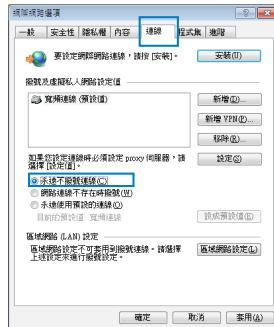 網際網路選項
一般 安全性 隱私權 內容 連線 程式集 進階
要設定網際網路連線，請按 [安裝]。
安裝(U)
撥號及虛擬私人網路設定值
寬頻連線 (預設值)
新增(D)...
新增 VPN(P)...
移除(R)...
如果您設定連線時必須設定 proxy 伺服器，請
選擇 [設定值]。
設定(S)
永遠不撥號連線(C)
網路連線不存在時撥號(W)
永遠使用預設的連線(O)
目前的預設值: 寬頻連線
設成預設值(E)
區域網路 (LAN) 設定
區域網路設定不可套用到撥號連線。請選擇
上述設定來進行撥號設定。
區域網路設定(L)
確定 取消 套用(A)